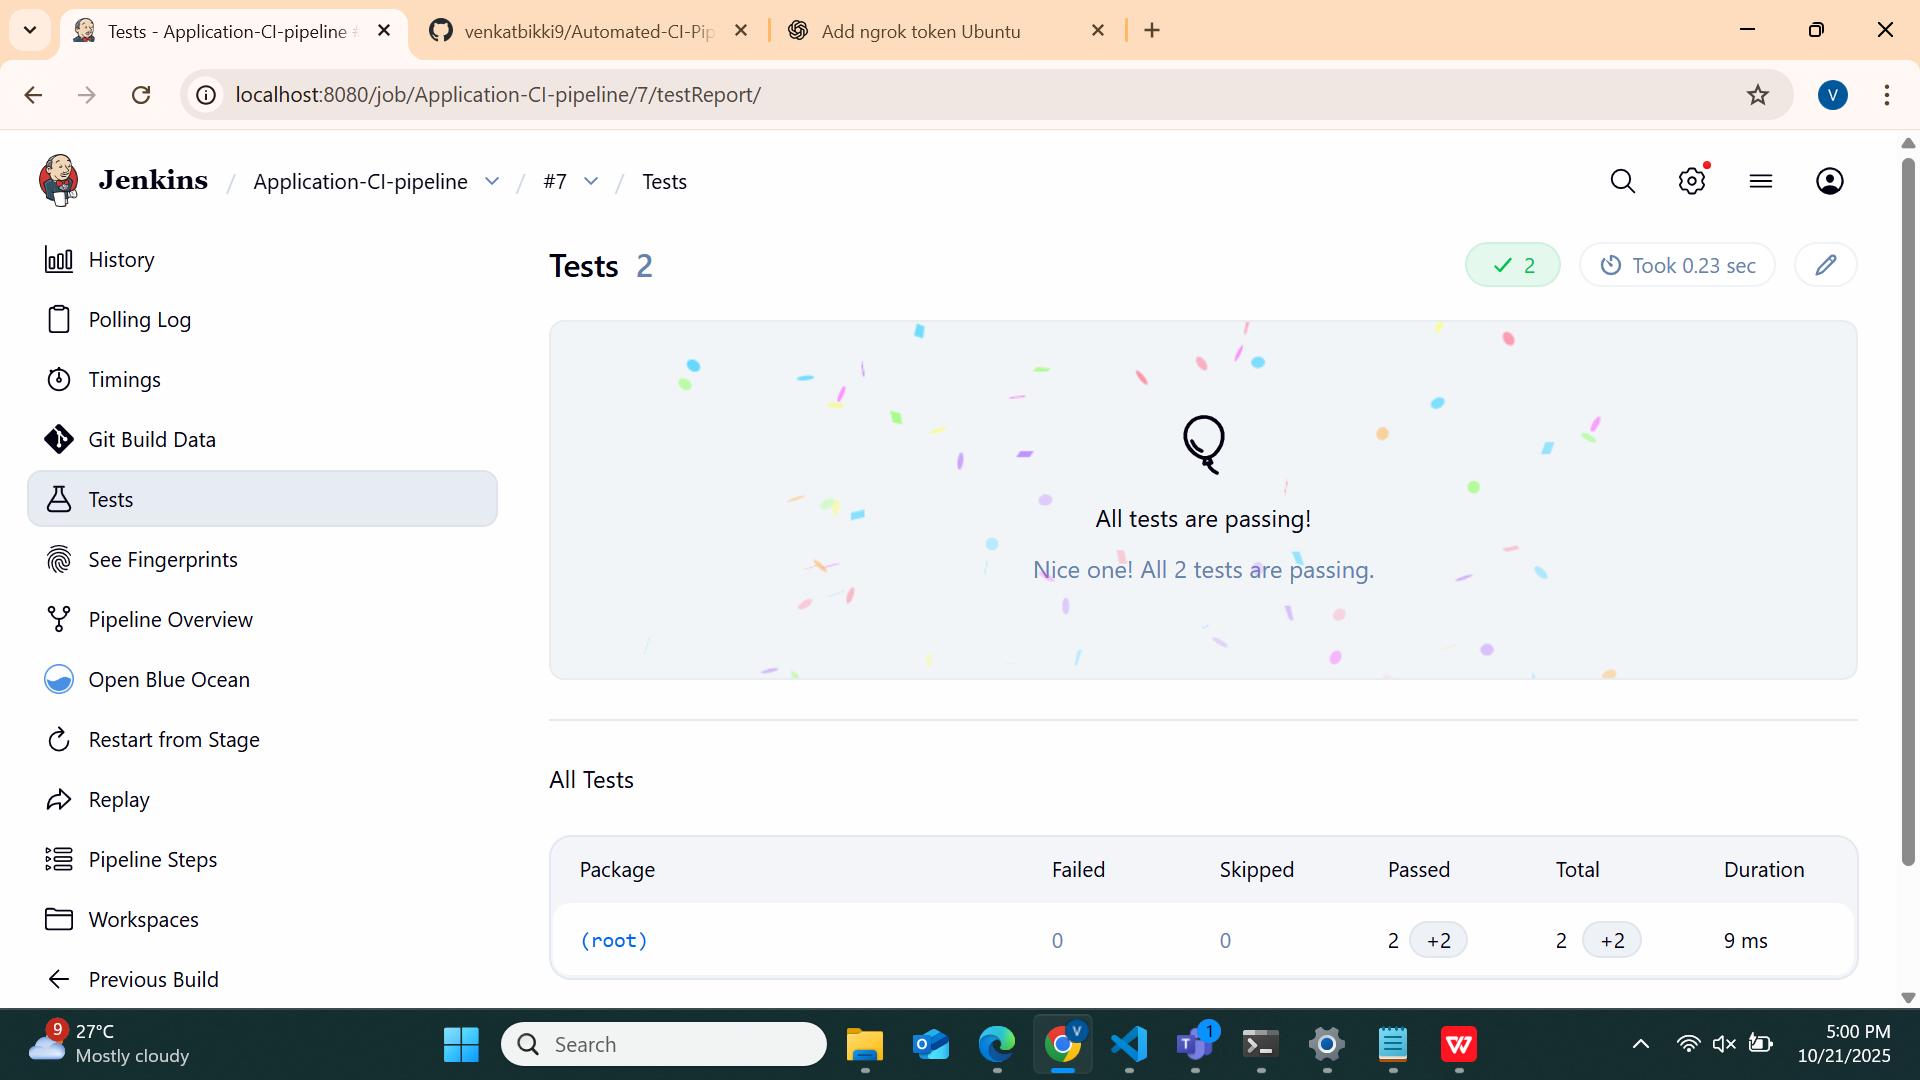 Tests - Application-CI-pipeline #
venkatbikki9/Automated-CI-Pip
Add ngrok token Ubuntu
localhost:8080/job/Application-CI-pipeline/7/testReport/
V
Jenkins / Application-CI-pipeline / #7 / Tests
History
Polling Log
Timings
Git Build Data
Tests
See Fingerprints
Pipeline Overview
Open Blue Ocean
Restart from Stage
Replay
Pipeline Steps
Workspaces
Previous Build
Tests 2
2
Took 0.23 sec
All tests are passing!
Nice one! All 2 tests are passing.
All Tests
Package Failed Skipped Passed Total Duration
(root) 0 0 2 +2 2 +2 9 ms
9
27°C
Mostly cloudy
Search
V
1
5:00 PM
10/21/2025